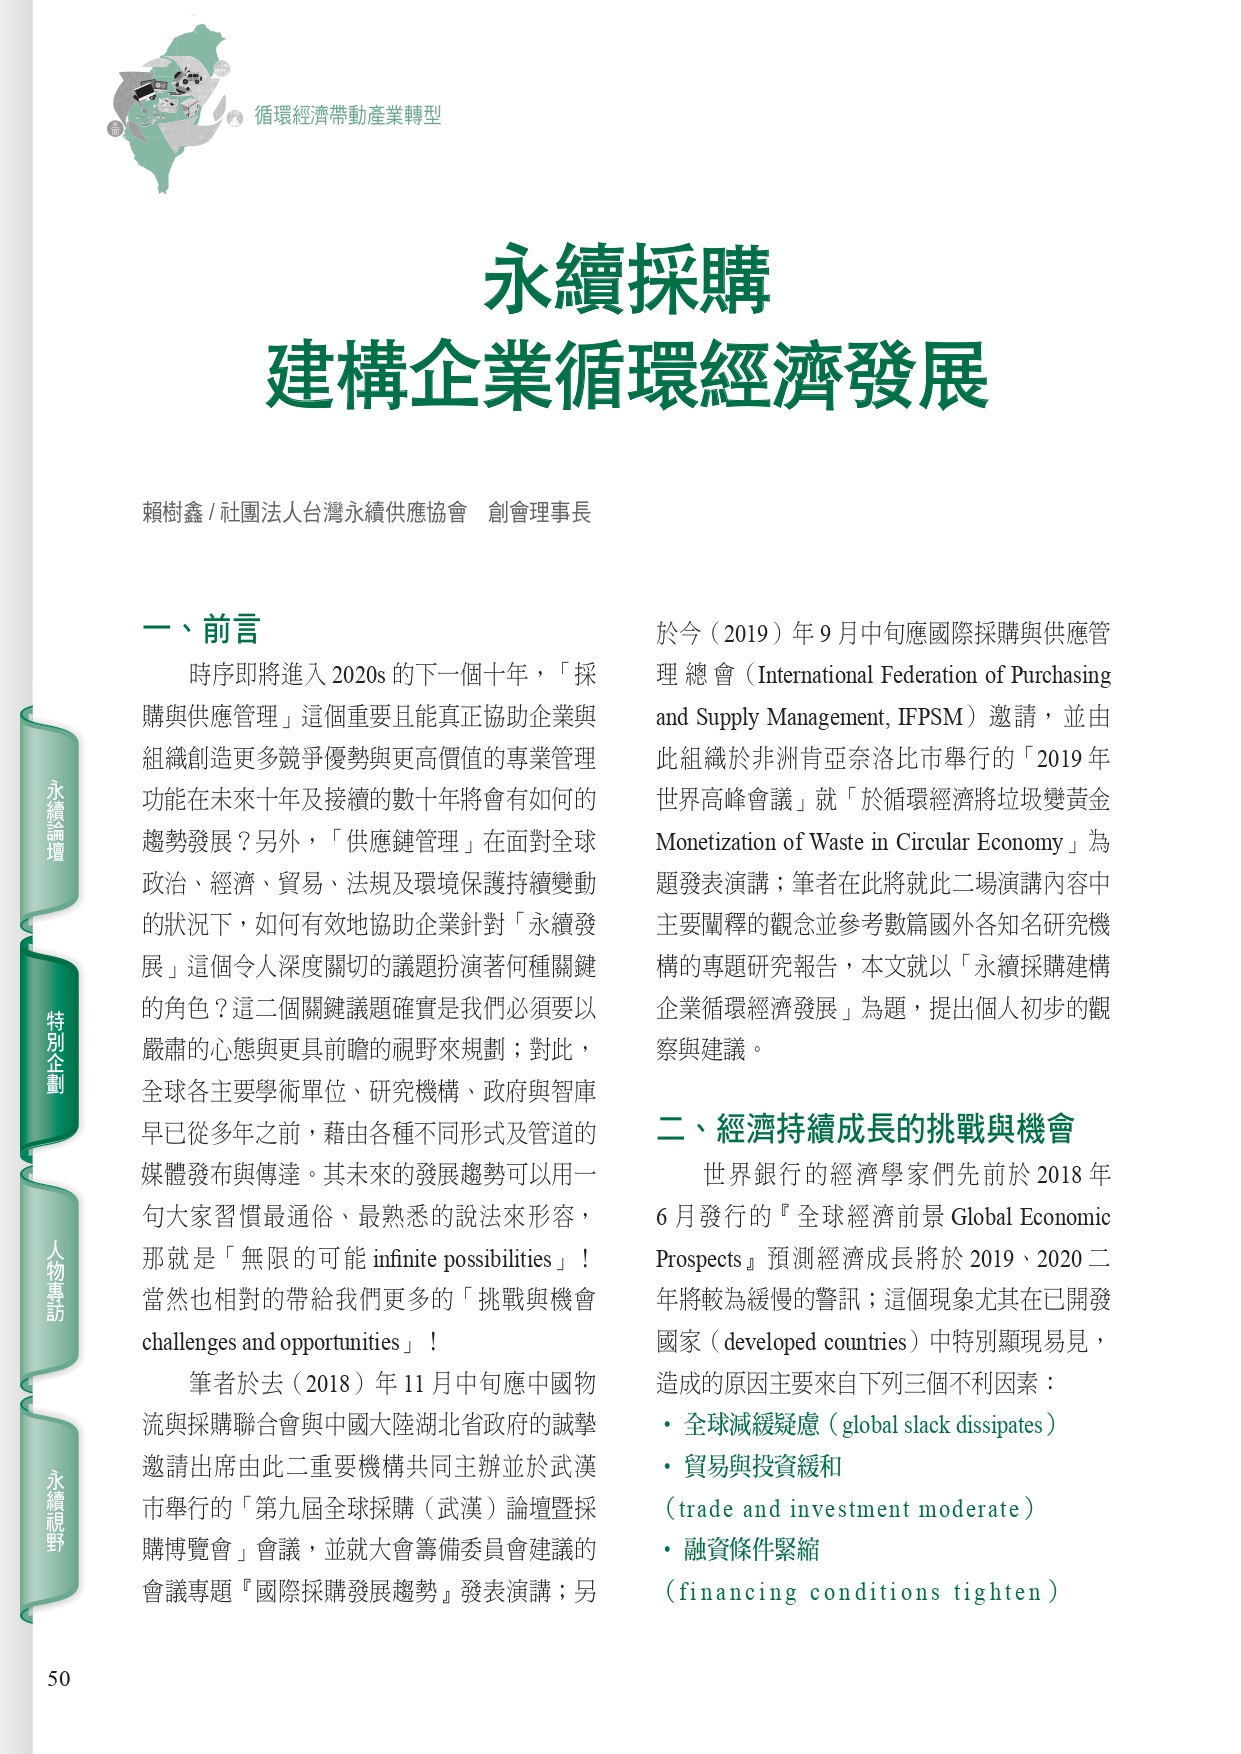 循環經濟帶動產業轉型
永續採購
建構企業循環經濟發展
賴樹鑫 / 社團法人台灣永續供應協會　創會理事長
一、前言
時序即將進入 2020s 的下一個十年，「採
購與供應管理」這個重要且能真正協助企業與
組織創造更多競爭優勢與更高價值的專業管理
功能在未來十年及接續的數十年將會有如何的
趨勢發展？另外，「供應鏈管理」在面對全球
政治、經濟、貿易、法規及環境保護持續變動
的狀況下，如何有效地協助企業針對「永續發
展」這個令人深度關切的議題扮演著何種關鍵
的角色？這二個關鍵議題確實是我們必須要以
嚴肅的心態與更具前瞻的視野來規劃；對此，
全球各主要學術單位、研究機構、政府與智庫
早已從多年之前，藉由各種不同形式及管道的
媒體發布與傳達。其未來的發展趨勢可以用一
句大家習慣最通俗、最熟悉的說法來形容，
那就是「無限的可能 infinite possibilities」！
當然也相對的帶給我們更多的「挑戰與機會
challenges and opportunities」！
筆者於去（2018）年 11 月中旬應中國物
流與採購聯合會與中國大陸湖北省政府的誠摯
邀請出席由此二重要機構共同主辦並於武漢
市舉行的「第九屆全球採購（武漢）論壇暨採
購博覽會」會議，並就大會籌備委員會建議的
會議專題『國際採購發展趨勢』發表演講；另
於今（2019）年 9 月中旬應國際採購與供應管
理總會（International Federation of Purchasing
and Supply Management, IFPSM）邀請，並由
此組織於非洲肯亞奈洛比市舉行的「2019 年
世界高峰會議」就「於循環經濟將垃圾變黃金
Monetization of Waste in Circular Economy」為
題發表演講；筆者在此將就此二場演講內容中
主要闡釋的觀念並參考數篇國外各知名研究機
構的專題研究報告，本文就以「永續採購建構
企業循環經濟發展」為題，提出個人初步的觀
察與建議。
二、經濟持續成長的挑戰與機會
世界銀行的經濟學家們先前於 2018 年
6 月發行的『全球經濟前景 Global Economic
Prospects』預測經濟成長將於 2019、2020 二
年將較為緩慢的警訊；這個現象尤其在已開發
國家（developed countries）中特別顯現易見，
造成的原因主要來自下列三個不利因素：
• 全球減緩疑慮（global slack dissipates）
• 貿易與投資緩和
（trade and investment moderate）
• 融資條件緊縮
（financing conditions tighten）
永續論壇
特別企劃
人物專訪
永續視野
50